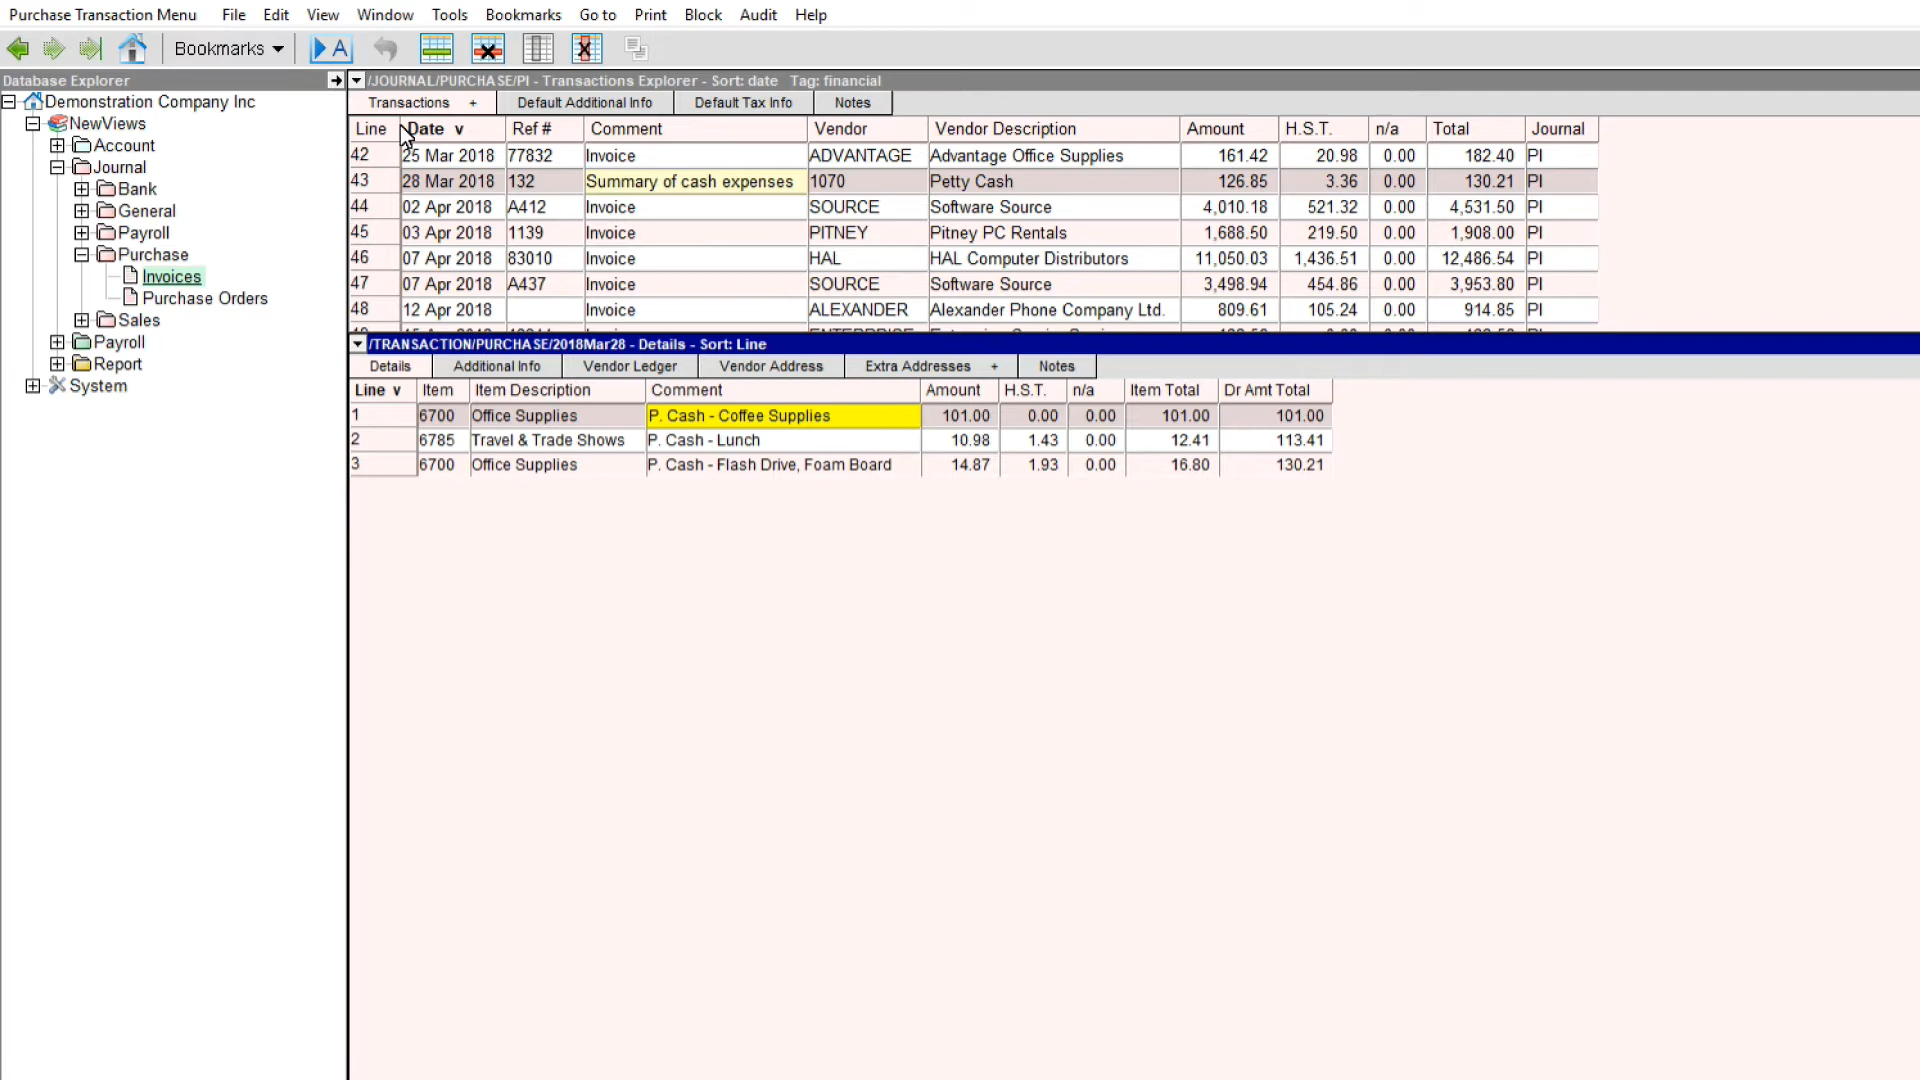 Purchase Transaction Menu File Edit View Window Tools Bookmarks Go to Print Block Audit Help
Bookmarks A
Database Explorer
Demonstration Company Inc
NewViews
Account
Journal
Bank
General
Payroll
Purchase
Invoices
Purchase Orders
Sales
Payroll
Report
System
/JOURNAL/PURCHASE/PI - Transactions Explorer - Sort: date Tag: financial
Transactions + Default Additional Info Default Tax Info Notes
Line Date v Ref # Comment Vendor Vendor Description Amount H.S.T. n/a Total Journal
42 25 Mar 2018 77832 Invoice ADVANTAGE Advantage Office Supplies 161.42 20.98 0.00 182.40 PI
43 28 Mar 2018 132 Summary of cash expenses 1070 Petty Cash 126.85 3.36 0.00 130.21 PI
44 02 Apr 2018 A412 Invoice SOURCE Software Source 4,010.18 521.32 0.00 4,531.50 PI
45 03 Apr 2018 1139 Invoice PITNEY Pitney PC Rentals 1,688.50 219.50 0.00 1,908.00 PI
46 07 Apr 2018 83010 Invoice HAL HAL Computer Distributors 11,050.03 1,436.51 0.00 12,486.54 PI
47 07 Apr 2018 A437 Invoice SOURCE Software Source 3,498.94 454.86 0.00 3,953.80 PI
48 12 Apr 2018 Invoice ALEXANDER Alexander Phone Company Ltd. 809.61 105.24 0.00 914.85 PI
/TRANSACTION/PURCHASE/2018Mar28 - Details - Sort: Line
Details Additional Info Vendor Ledger Vendor Address Extra Addresses + Notes
Line v Item Item Description Comment Amount H.S.T. n/a Item Total Dr Amt Total
1 6700 Office Supplies P. Cash - Coffee Supplies 101.00 0.00 0.00 101.00 101.00
2 6785 Travel & Trade Shows P. Cash - Lunch 10.98 1.43 0.00 12.41 113.41
3 6700 Office Supplies P. Cash - Flash Drive, Foam Board 14.87 1.93 0.00 16.80 130.21